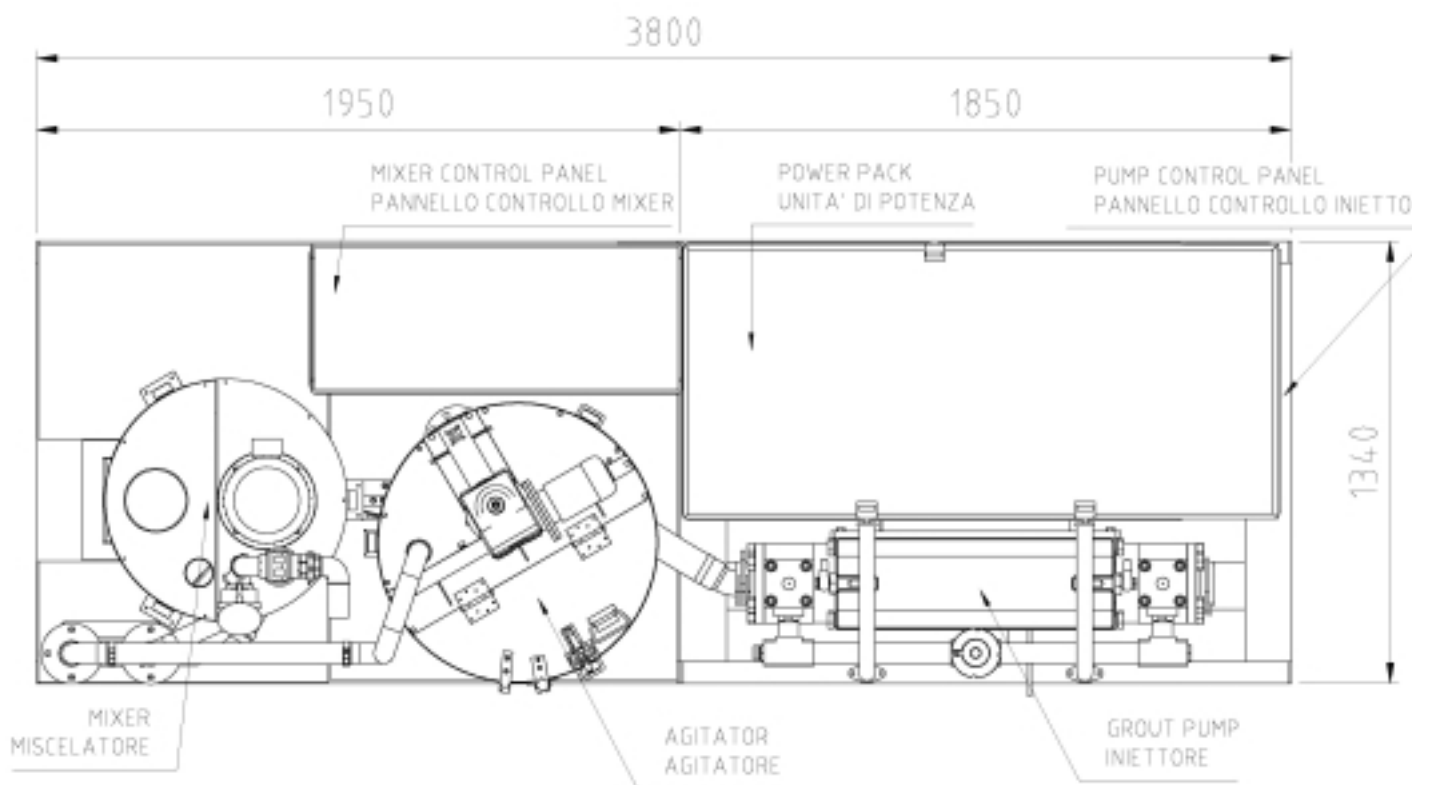 3800
1950
1850
MIXER CONTROL PANEL
PANNELLO CONTROLLO MIXER
POWER PACK
UNITA' DI POTENZA
PUMP CONTROL PANEL
PANNELLO CONTROLLO INIETTO
1340
MIXER
MISCELATORE
AGITATOR
AGITATORE
GROUT PUMP
INIETTORE